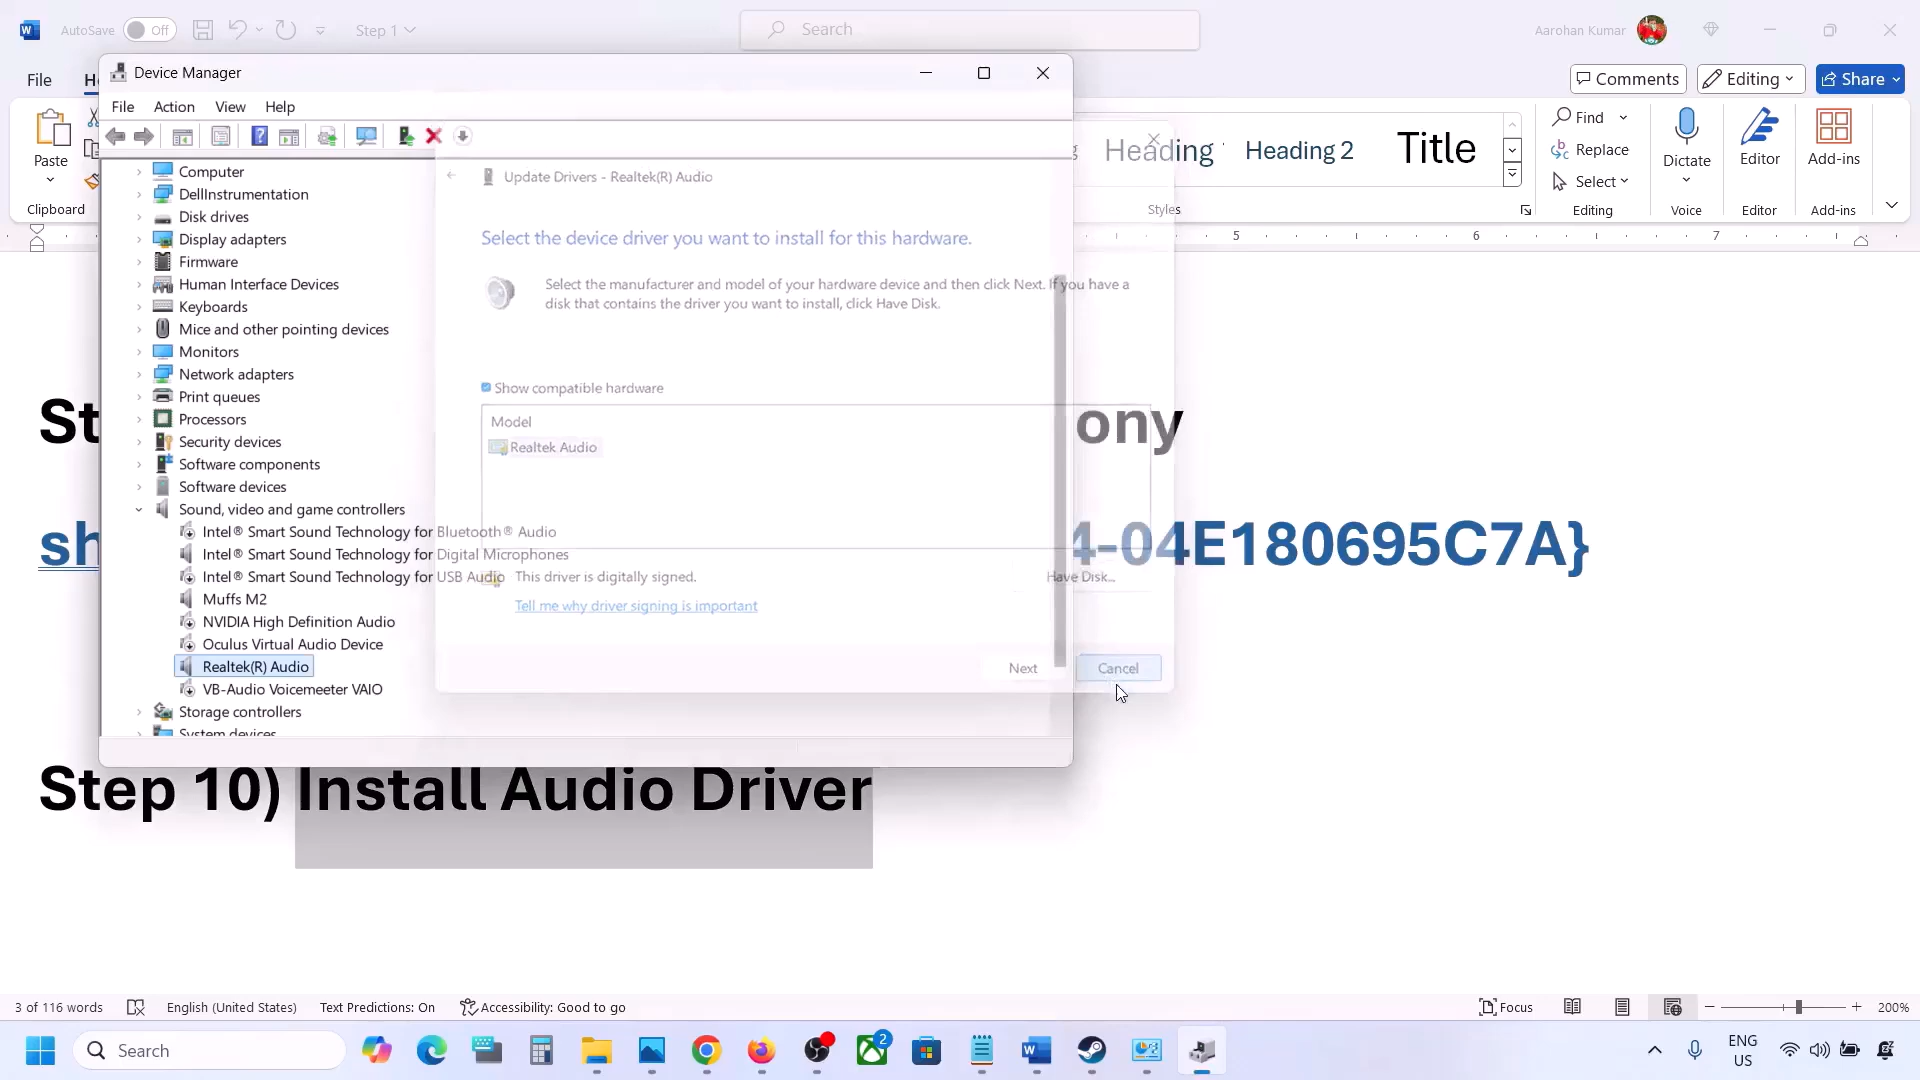 AutoSave Off
Step 1
Search
Aarohan Kumar
File
Comments
Editing
Share
Paste
Clipboard
Heading
Heading 2
Title
Styles
Find
Replace
Select
Editing
Dictate
Voice
Editor
Editor
Add-ins
Add-ins
5 6 7
Device Manager
File Action View Help
Computer
DellInstrumentation
Disk drives
Display adapters
Firmware
Human Interface Devices
Keyboards
Mice and other pointing devices
Monitors
Network adapters
Print queues
Processors
Security devices
Software components
Software devices
Sound, video and game controllers
Intel® Smart Sound Technology for Bluetooth® Audio
Intel® Smart Sound Technology for Digital Microphones
Intel® Smart Sound Technology for USB Audio
Muffs M2
NVIDIA High Definition Audio
Oculus Virtual Audio Device
Realtek(R) Audio
VB-Audio Voicemeeter VAIO
Storage controllers
System devices
Update Drivers - Realtek(R) Audio
Select the device driver you want to install for this hardware.
Select the manufacturer and model of your hardware device and then click Next. If you have a
disk that contains the driver you want to install, click Have Disk.
Show compatible hardware
Model
Realtek Audio
This driver is digitally signed.
Have Disk...
Tell me why driver signing is important
Next
Cancel
St
ony
sh
4-04E180695C7A}
Step 10) Install Audio Driver
3 of 116 words
English (United States)
Text Predictions: On
Accessibility: Good to go
Focus
200%
Search
2
ENG
US